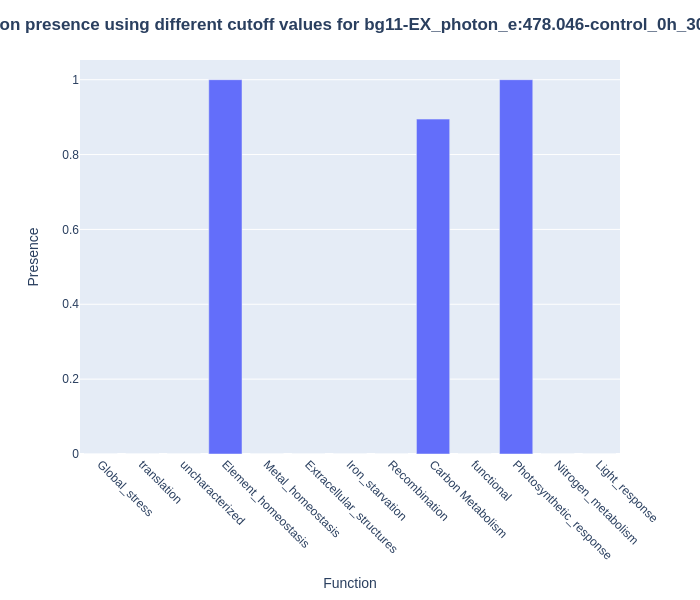 on presence using different cutoff values for bg11-EX_photon_e:478.046-control_0h_30
1
0.8
0.6
0.4
0.2
0
Presence
Global_stress
translation
uncharacterized
Element_homeostasis
Metal_homeostasis
Extracellular_structures
Iron_starvation
Recombination
Carbon Metabolism
functional
Photosynthetic_response
Nitrogen_metabolism
Light_response
Function